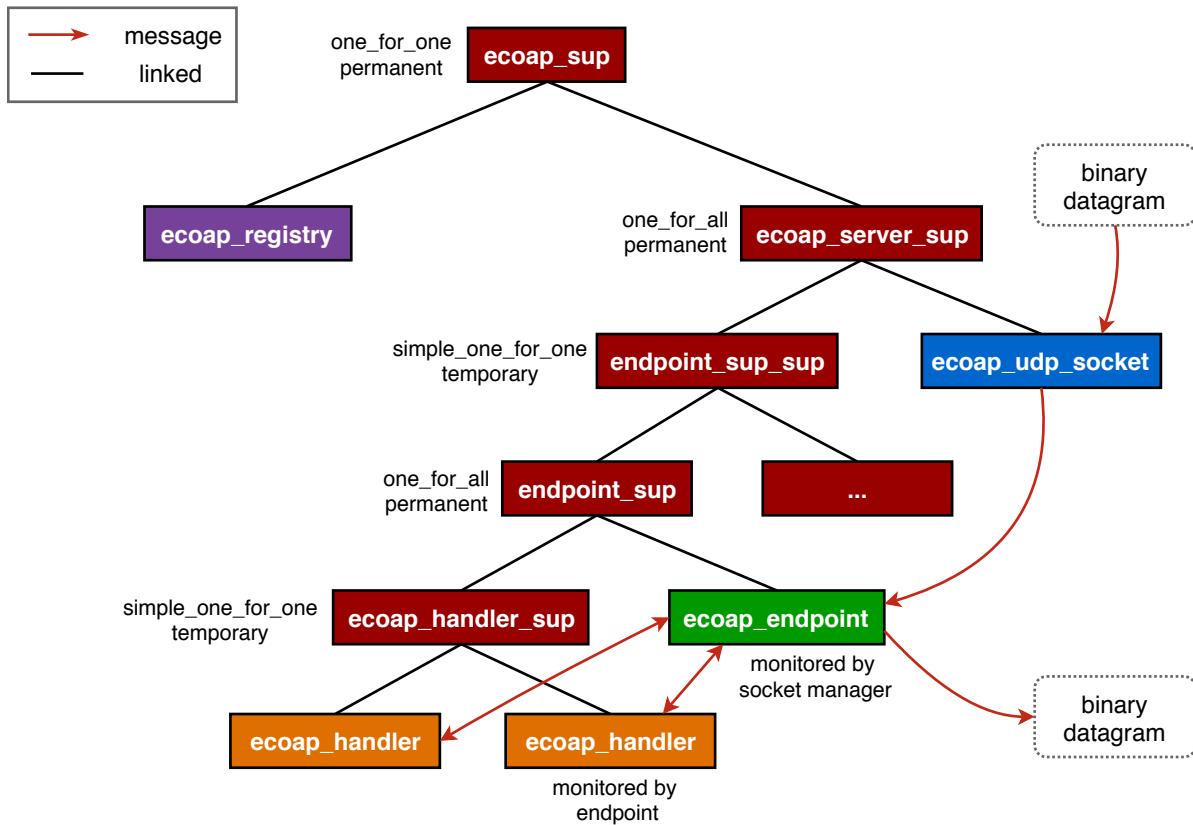 message
linked
one_for_one
permanent
ecoap_sup
binary
datagram
ecoap_registry
one_for_all
permanent
ecoap_server_sup
simple_one_for_one
temporary
endpoint_sup_sup
ecoap_udp_socket
one_for_all
permanent
endpoint_sup
...
simple_one_for_one
temporary
ecoap_handler_sup
ecoap_endpoint
monitored by
socket manager
binary
datagram
ecoap_handler
ecoap_handler
monitored by
endpoint